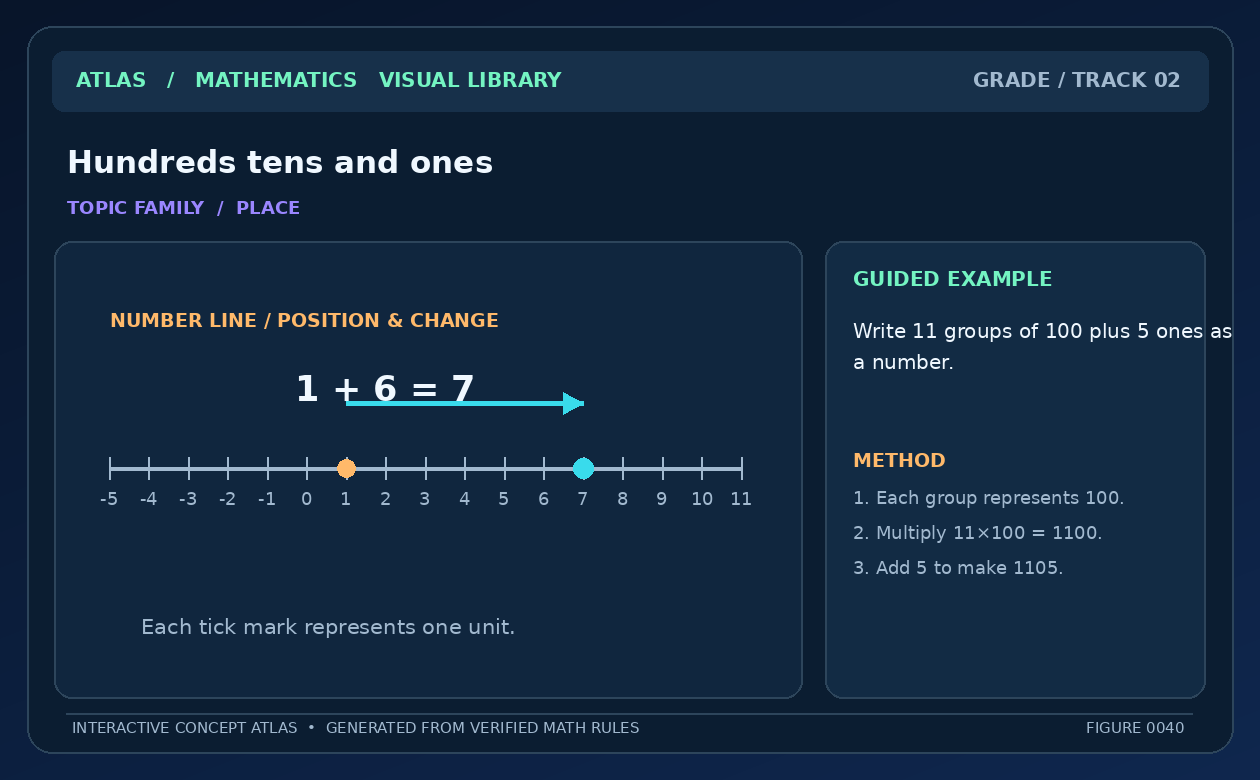 ATLAS / MATHEMATICS VISUAL LIBRARY
GRADE / TRACK 02
Hundreds tens and ones
TOPIC FAMILY / PLACE
NUMBER LINE / POSITION & CHANGE
1 + 6 = 7
-5 -4 -3 -2 -1 0 1 2 3 4 5 6 7 8 9 10 11
Each tick mark represents one unit.
GUIDED EXAMPLE
Write 11 groups of 100 plus 5 ones as
a number.
METHOD
1. Each group represents 100.
2. Multiply 11×100 = 1100.
3. Add 5 to make 1105.
INTERACTIVE CONCEPT ATLAS • GENERATED FROM VERIFIED MATH RULES
FIGURE 0040